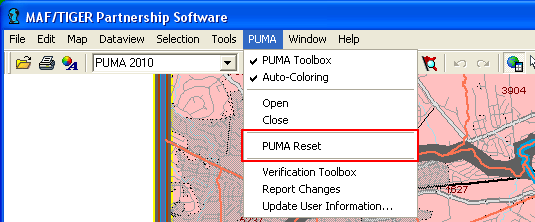 MAF/TIGER Partnership Software
File Edit Map Dataview Selection Tools PUMA Window Help
PUMA 2010
PUMA Toolbox
Auto-Coloring
3904
Open
Close
PUMA Reset
Verification Toolbox
Report Changes
Update User Information...